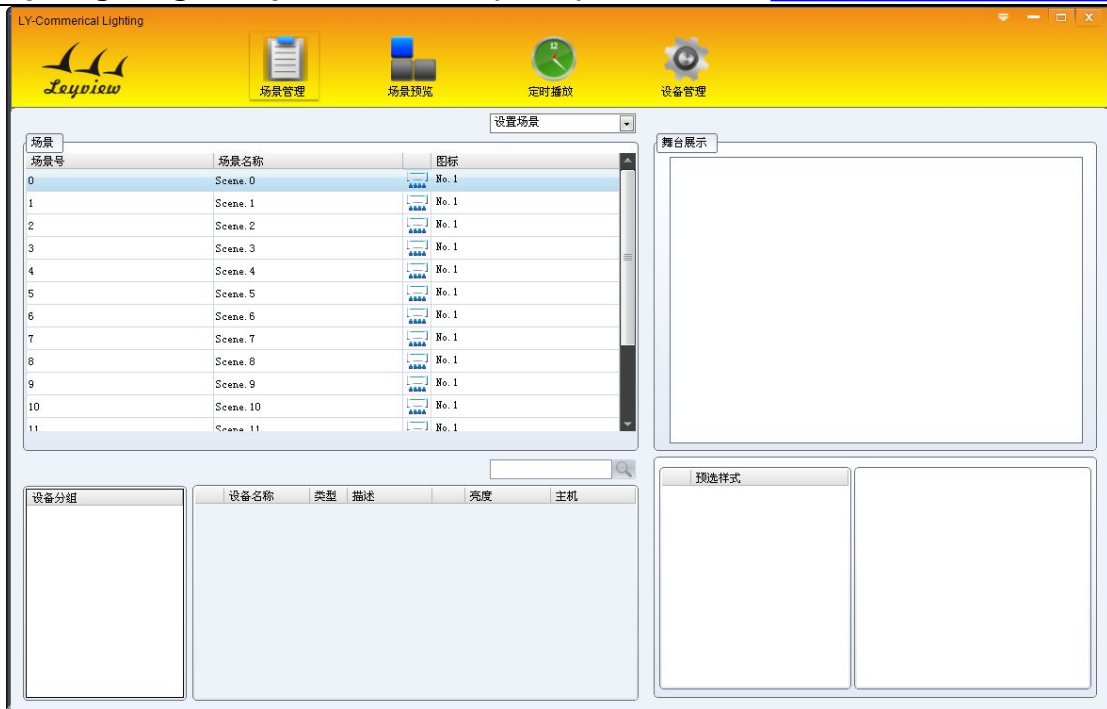 LY-Commerical Lighting
Leyview
场景管理
场景预览
定时播放
设备管理
设置场景
场景
场景号 场景名称 图标
0 Scene. 0 No. 1
1 Scene. 1 No. 1
2 Scene. 2 No. 1
3 Scene. 3 No. 1
4 Scene. 4 No. 1
5 Scene. 5 No. 1
6 Scene. 6 No. 1
7 Scene. 7 No. 1
8 Scene. 8 No. 1
9 Scene. 9 No. 1
10 Scene. 10 No. 1
11 Scene. 11 No. 1
舞台展示
设备分组
设备名称 类型 描述 亮度 主机
预选样式